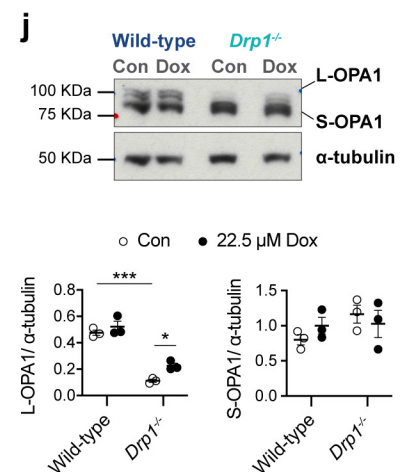 j
Wild-type Drp1-/-
Con Dox Con Dox
L-OPA1
100 KDa
75 KDa
S-OPA1
50 KDa
α-tubulin
Con 22.5 µM Dox
L-OPA1/ α-tubulin
0.8
0.6
0.4
0.2
0.0
***
*
Wild-type
Drp1-/-
S-OPA1/ α-tubulin
1.5
1.0
0.5
0.0
Wild-type
Drp1-/-